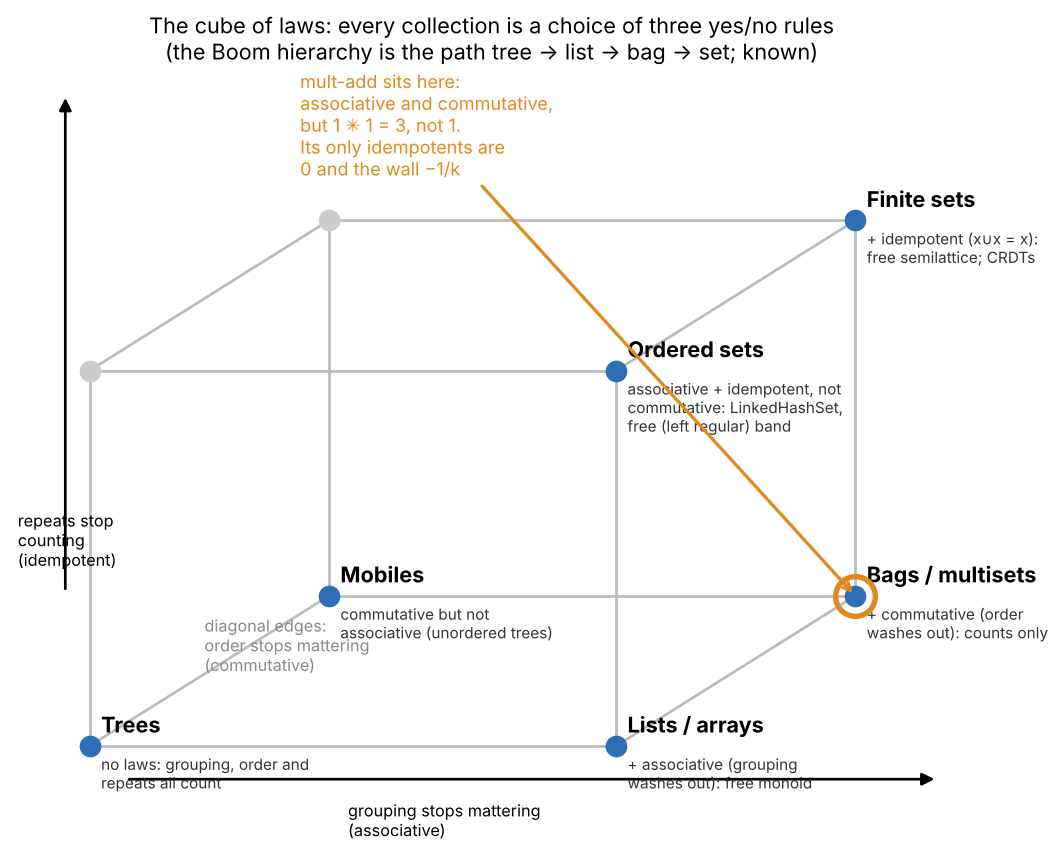 The cube of laws: every collection is a choice of three yes/no rules
(the Boom hierarchy is the path tree → list → bag → set; known)
mult-add sits here:
associative and commutative,
but 1 ✳ 1 = 3, not 1.
Its only idempotents are
0 and the wall −1/k
Finite sets
+ idempotent (x∪x = x):
free semilattice; CRDTs
Ordered sets
associative + idempotent, not
commutative: LinkedHashSet,
free (left regular) band
repeats stop
counting
(idempotent)
Mobiles
commutative but not
associative (unordered trees)
Bags / multisets
+ commutative (order
washes out): counts only
diagonal edges:
order stops mattering
(commutative)
Trees
no laws: grouping, order and
repeats all count
Lists / arrays
+ associative (grouping
washes out): free monoid
grouping stops mattering
(associative)